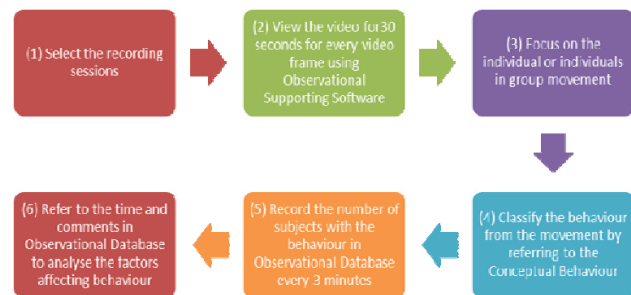 (1) Select the recording
sessions
(2) View the video for30
seconds for every video
frame using
Observational
Supporting Software
(3) Focus on the
individual or individuals
in group movement
(4) Classify the behaviour
from the movement by
referring to the
Conceptual Behaviour
(5) Record the number of
subjects with the
behaviour in
Observational Database
every 3 minutes
(6) Refer to the time and
comments in
Observational Database
to analyse the factors
affecting behaviour